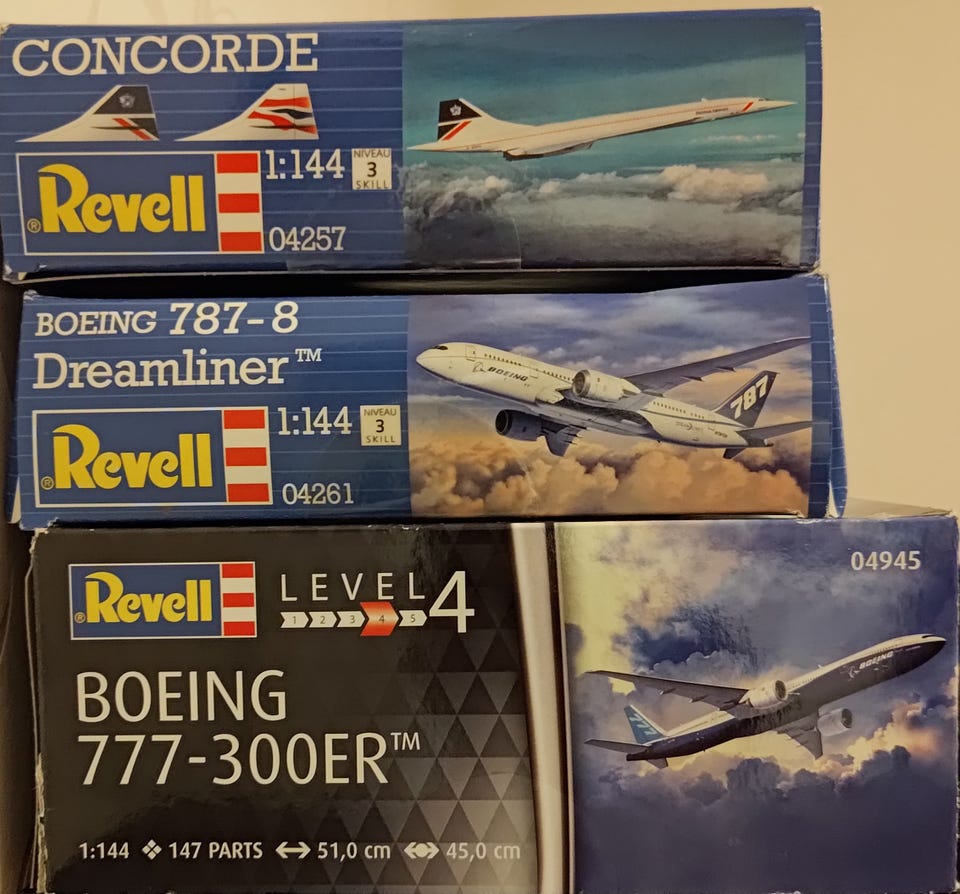 CONCORDE
® Revell
1:144
NIVEAU
3
SKILL
04257
BOEING 787-8
Dreamliner™
® Revell
1:144
NIVEAU
3
SKILL
04261
BOEING
787
® Revell
LEVEL 4
1 2 3 4 5
BOEING
777-300ER™
1:144 ❖ 147 PARTS ↔ 51,0 cm 45,0 cm
04945
BOEING
777